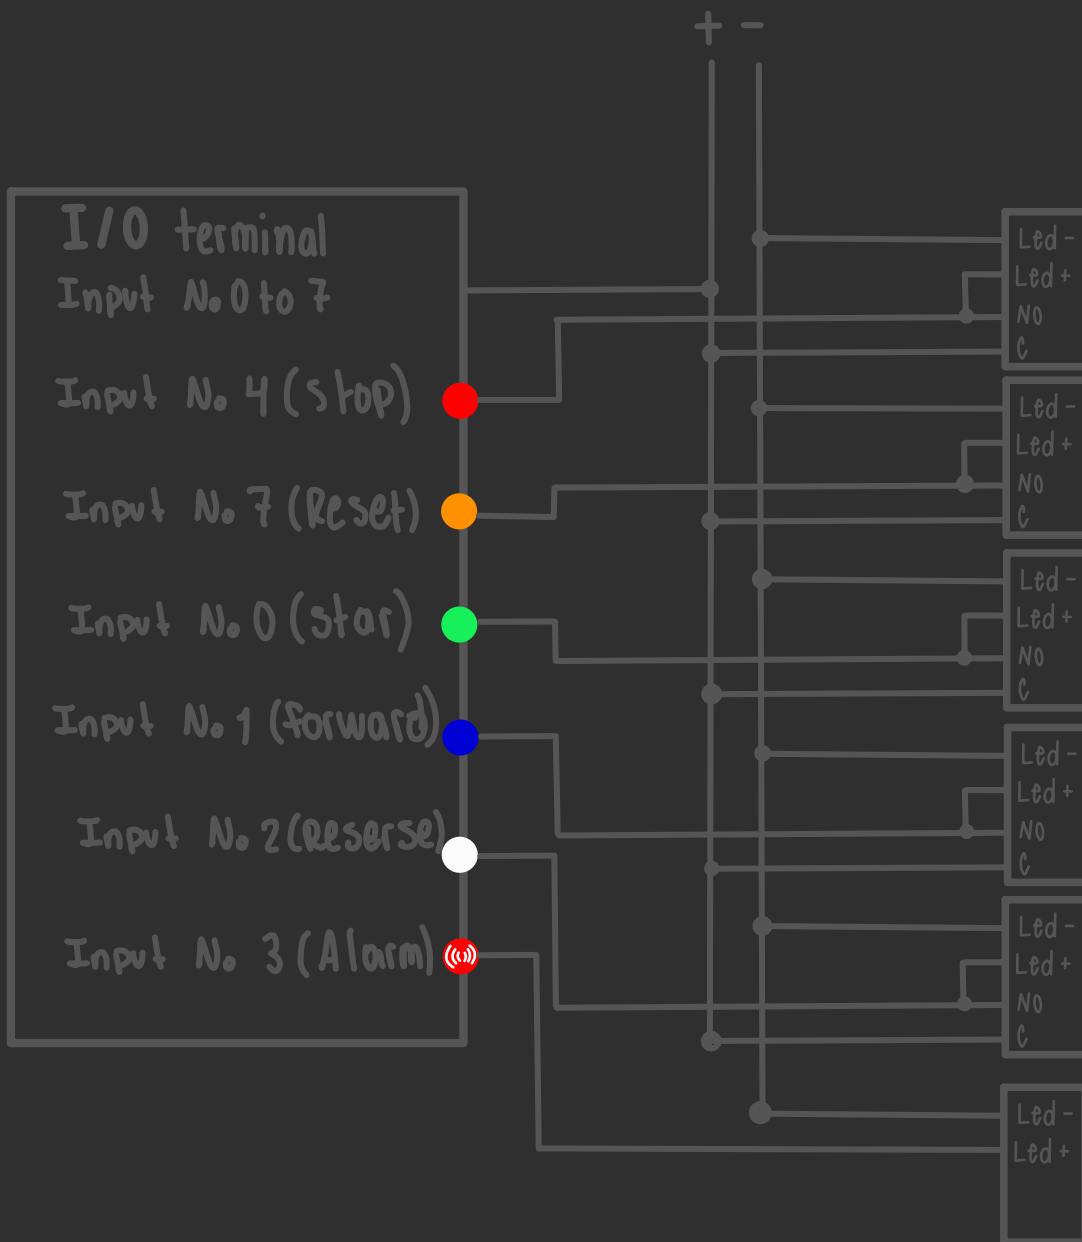 + -
I/O terminal
Input No. 0 to 7
Input No. 4 (Stop)
Input No. 7 (Reset)
Input No. 0 (Star)
Input No. 1 (forward)
Input No. 2 (Reserse)
Input No. 3 (Alarm)
Led -
Led +
NO
C
Led -
Led +
NO
C
Led -
Led +
NO
C
Led -
Led +
NO
C
Led -
Led +
NO
C
Led -
Led +